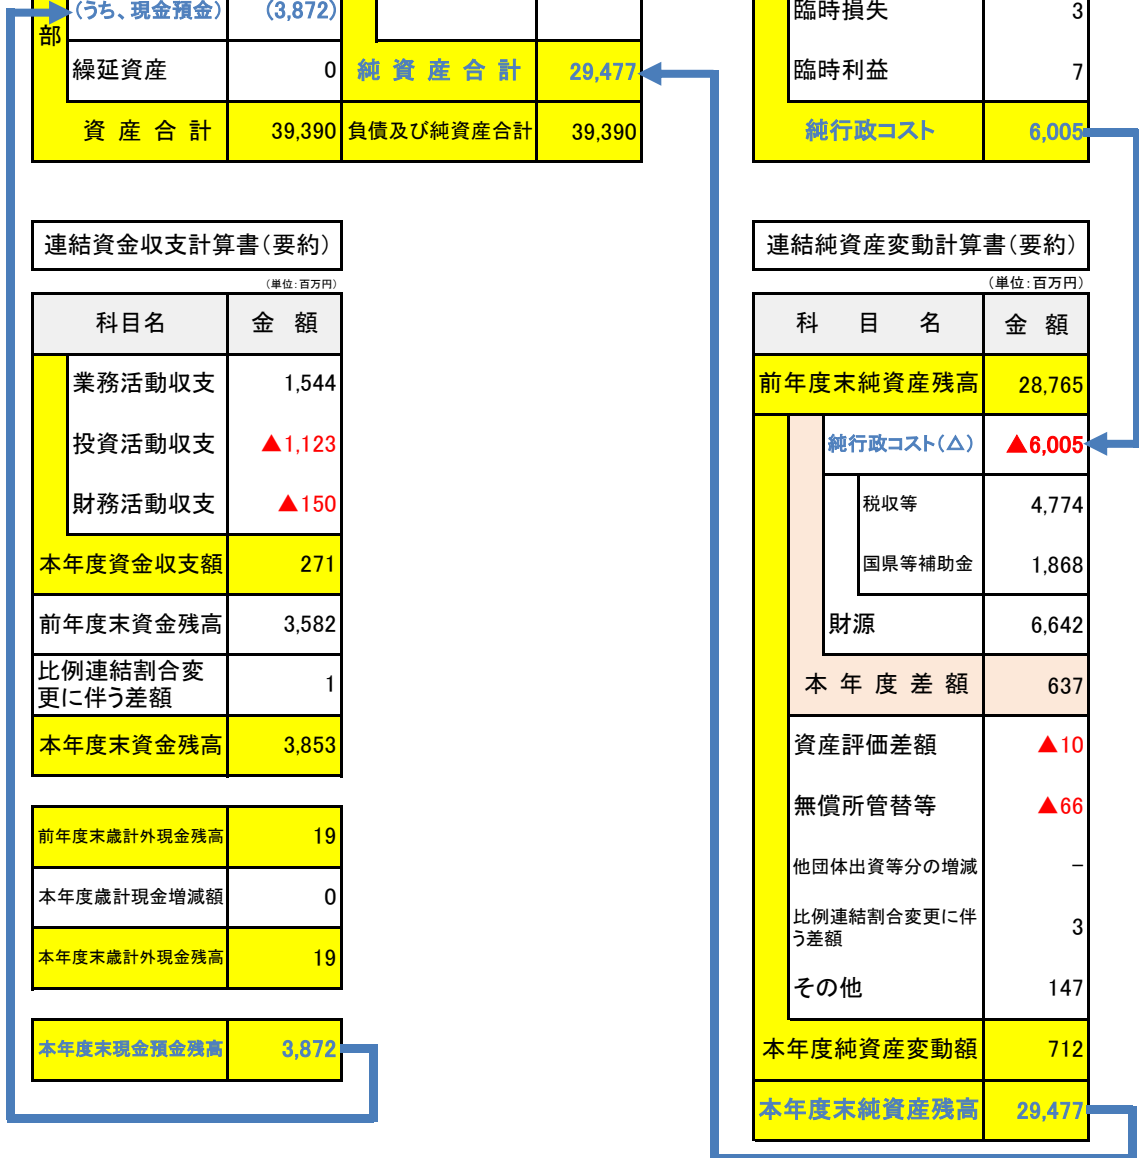 (うち、現金預金) (3,872)
部
繰延資産 0 純資産合計 29,477
資産合計 39,390 負債及び純資産合計 39,390
臨時損失 3
臨時利益 7
純行政コスト 6,005
連結資金収支計算書(要約)
(単位:百万円)
科目名 金額
業務活動収支 1,544
投資活動収支 ▲1,123
財務活動収支 ▲150
本年度資金収支額 271
前年度末資金残高 3,582
比例連結割合変
更に伴う差額 1
本年度末資金残高 3,853
前年度末歳計外現金残高 19
本年度歳計現金増減額 0
本年度末歳計外現金残高 19
本年度末現金預金残高 3,872
連結純資産変動計算書(要約)
(単位:百万円)
科目名 金額
前年度末純資産残高 28,765
純行政コスト(△) ▲6,005
税収等 4,774
国県等補助金 1,868
財源 6,642
本年度差額 637
資産評価差額 ▲10
無償所管替等 ▲66
他団体出資等分の増減 －
比例連結割合変更に伴
う差額 3
その他 147
本年度純資産変動額 712
本年度末純資産残高 29,477